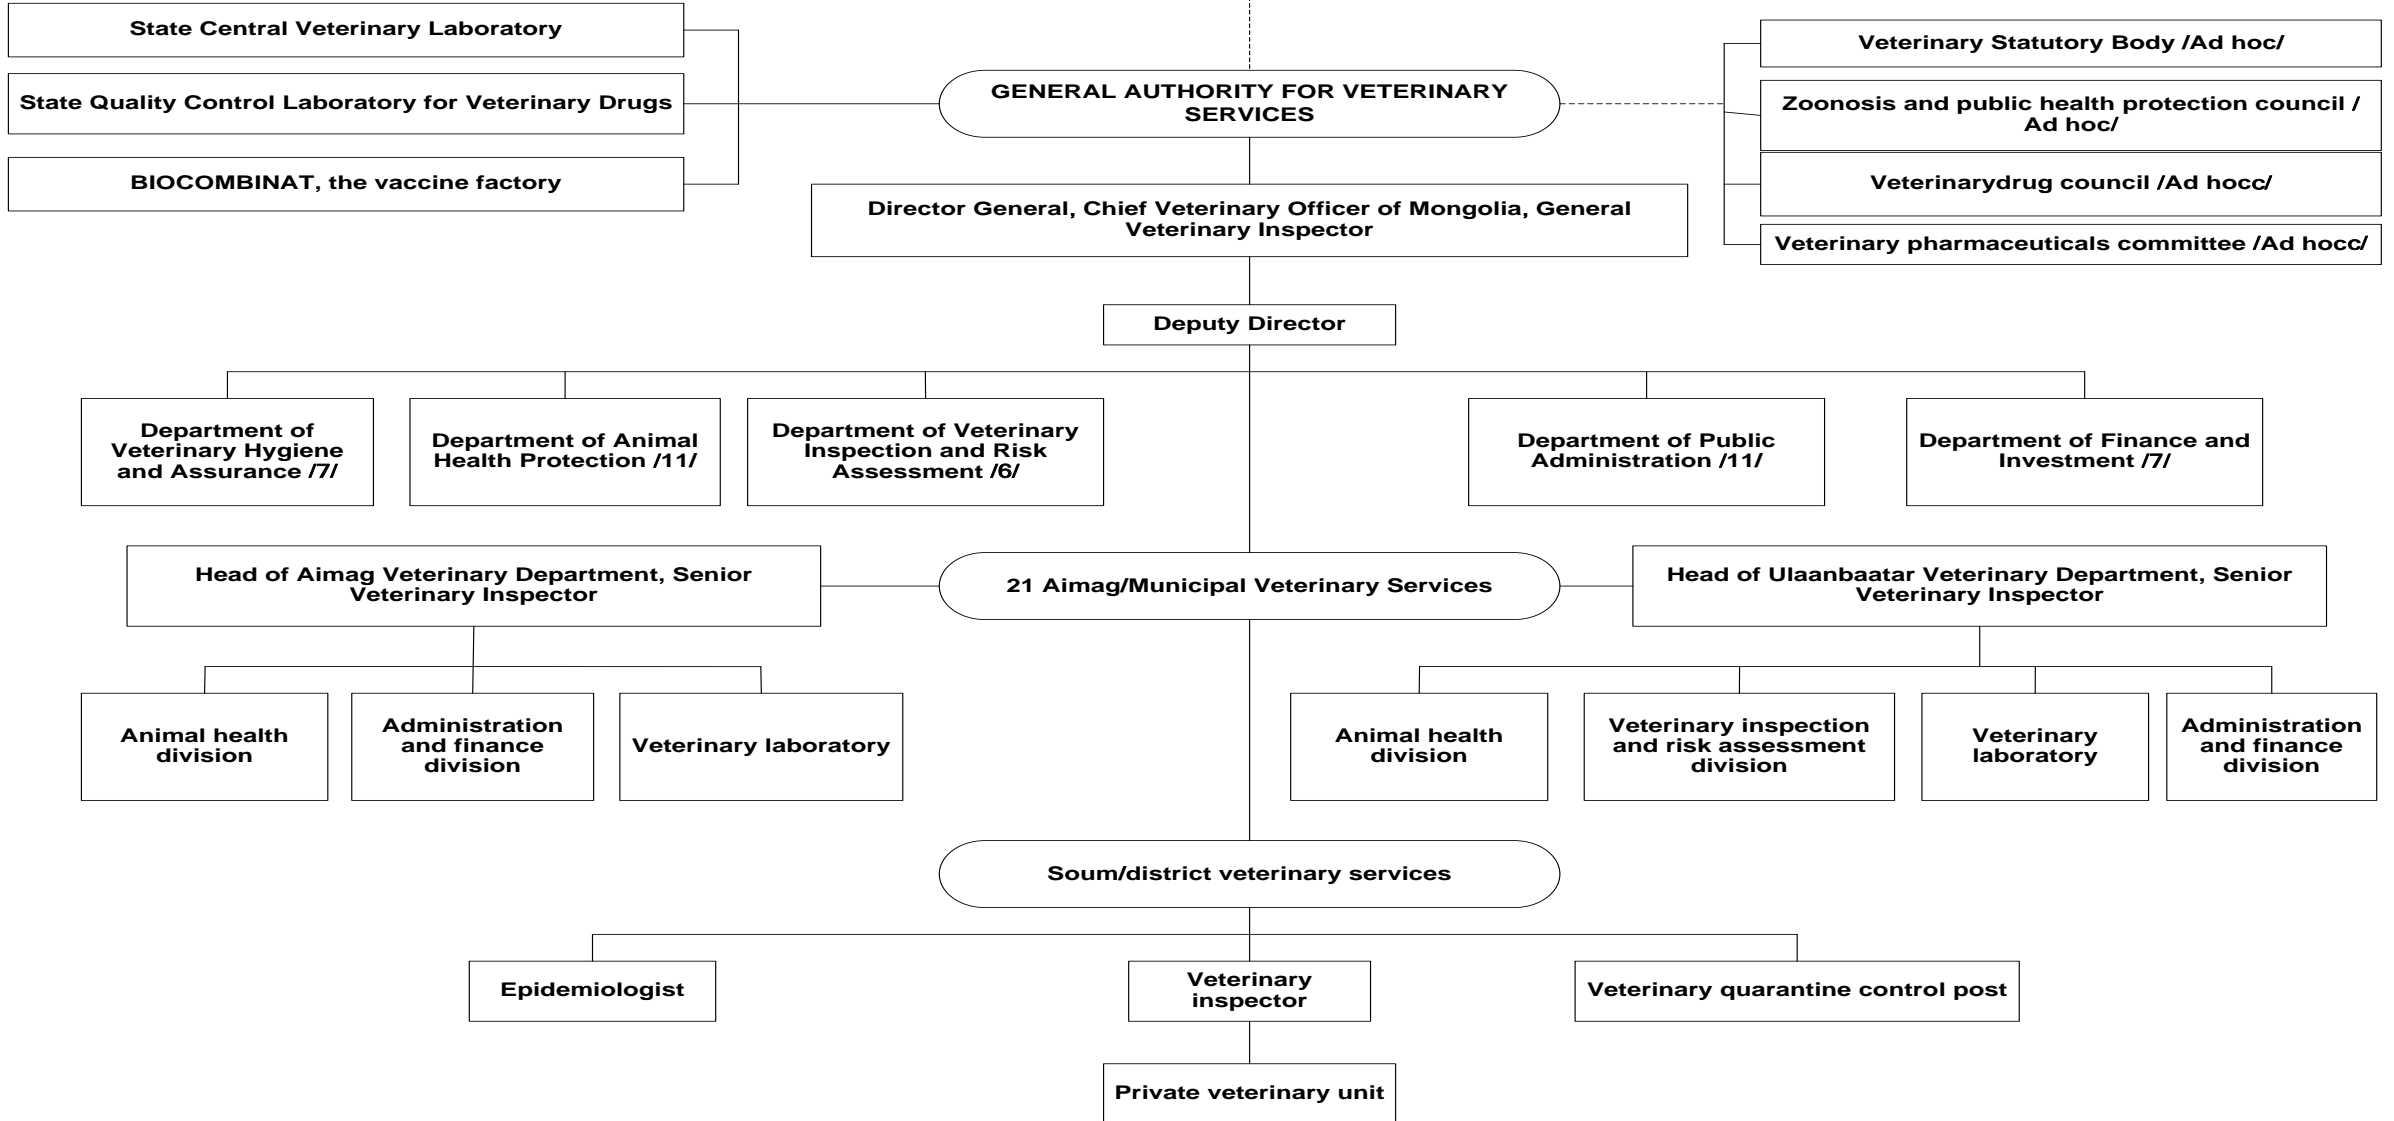 State Central Veterinary Laboratory
State Quality Control Laboratory for Veterinary Drugs
BIOCOMBINAT, the vaccine factory
GENERAL AUTHORITY FOR VETERINARY
SERVICES
Veterinary Statutory Body /Ad hoc/
Zoonosis and public health protection council /
Ad hoc/
Veterinarydrug council /Ad hocc/
Veterinary pharmaceuticals committee /Ad hocc/
Director General, Chief Veterinary Officer of Mongolia, General
Veterinary Inspector
Deputy Director
Department of
Veterinary Hygiene
and Assurance /7/
Department of Animal
Health Protection /11/
Department of Veterinary
Inspection and Risk
Assessment /6/
Department of Public
Administration /11/
Department of Finance and
Investment /7/
Head of Aimag Veterinary Department, Senior
Veterinary Inspector
21 Aimag/Municipal Veterinary Services
Head of Ulaanbaatar Veterinary Department, Senior
Veterinary Inspector
Animal health
division
Administration
and finance
division
Veterinary laboratory
Animal health
division
Veterinary inspection
and risk assessment
division
Veterinary
laboratory
Administration
and finance
division
Soum/district veterinary services
Epidemiologist
Veterinary
inspector
Veterinary quarantine control post
Private veterinary unit